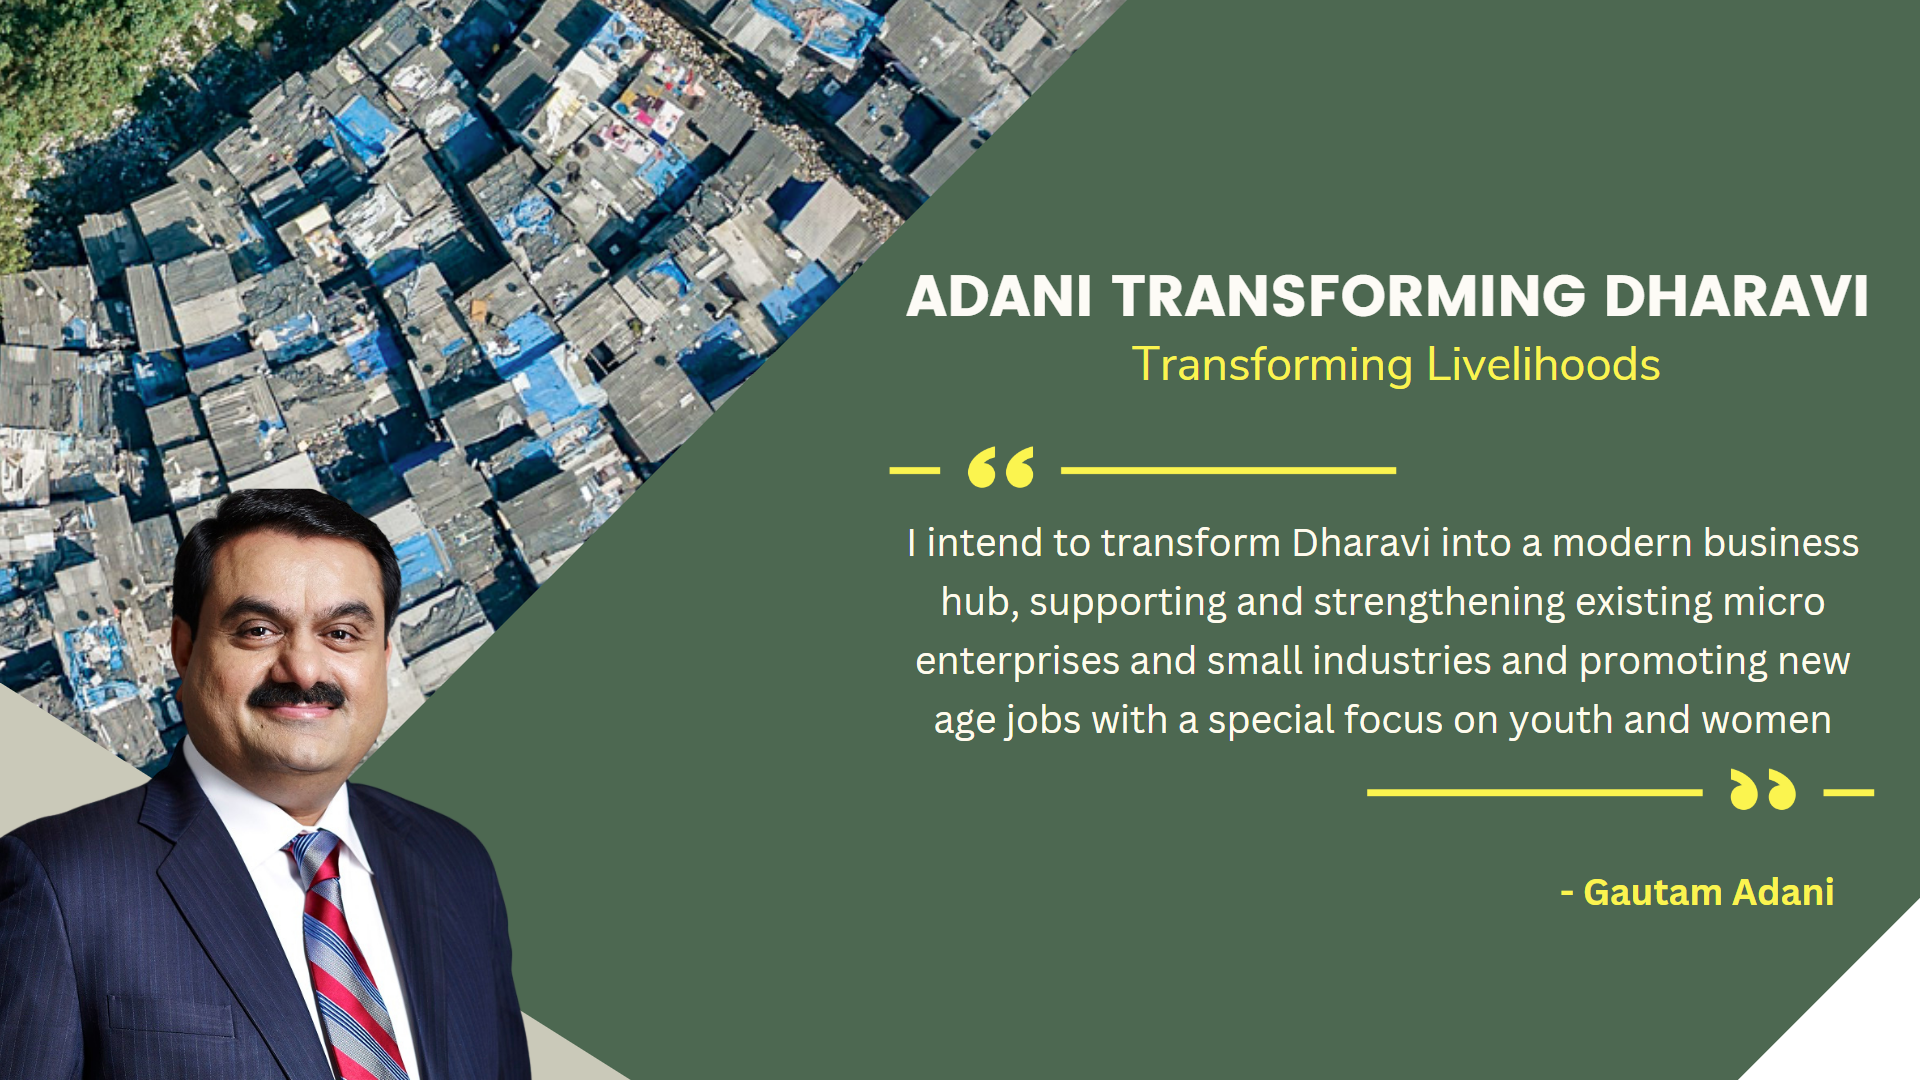 ADANI TRANSFORMING DHARAVI
Transforming Livelihoods
“
I intend to transform Dharavi into a modern business
hub, supporting and strengthening existing micro
enterprises and small industries and promoting new
age jobs with a special focus on youth and women
”
- Gautam Adani